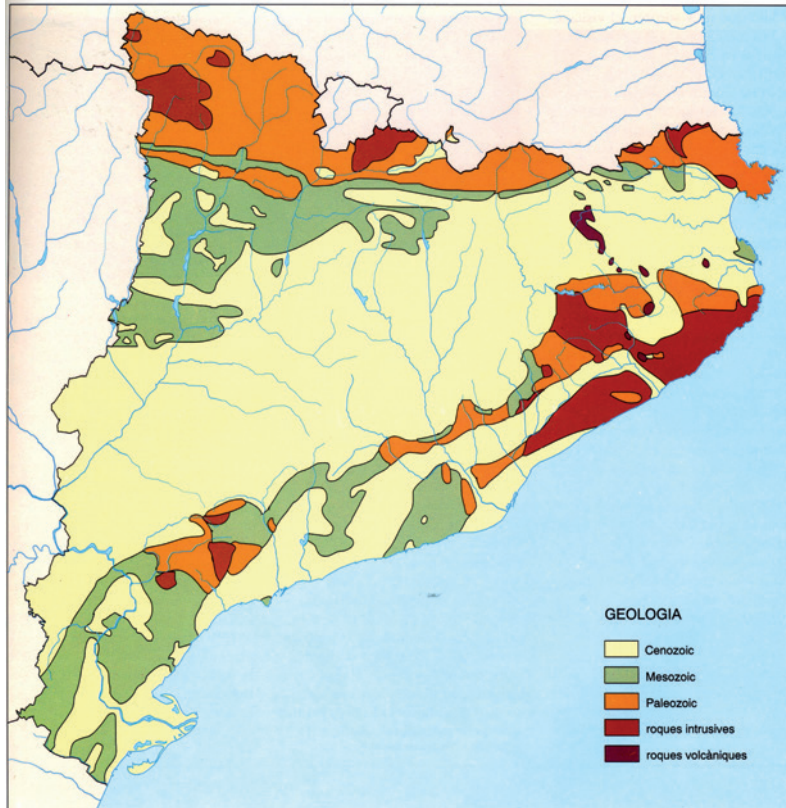 GEOLOGIA
Cenozoic
Mesozoic
Paleozoic
roques intrusives
roques volcàniques